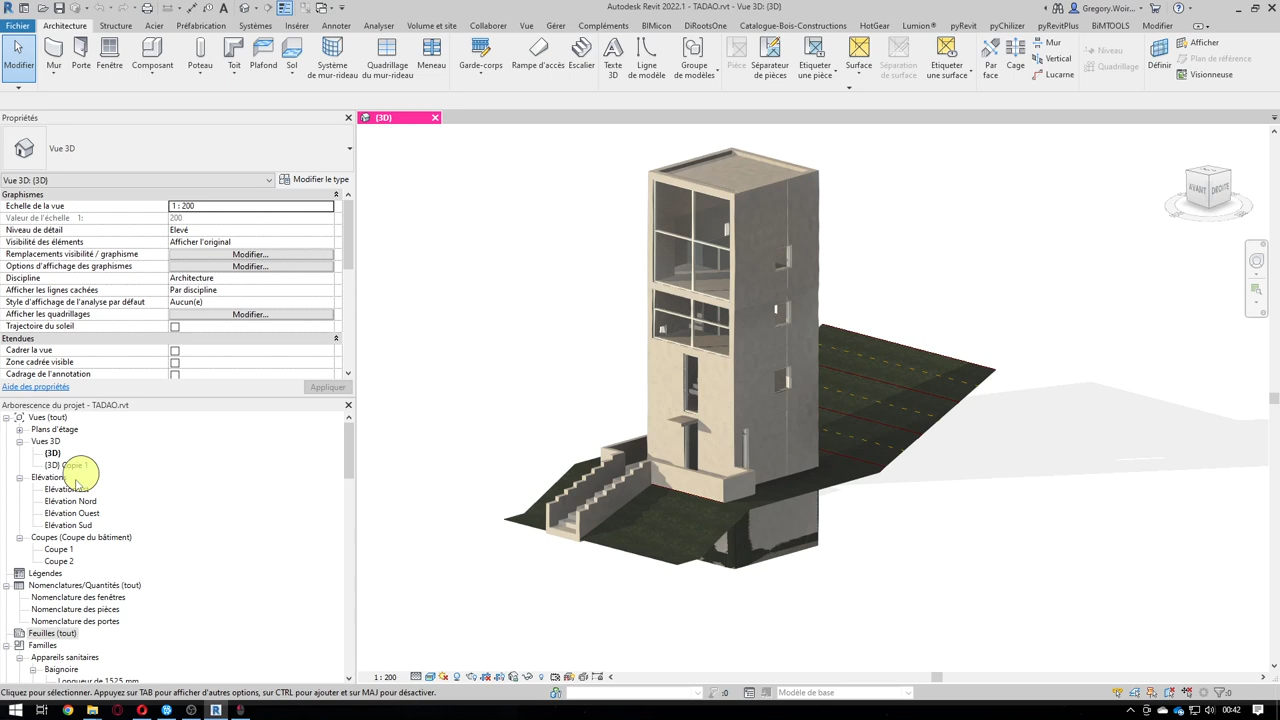 Autodesk Revit 2022.1 - TADAO.rvt - Vue 3D: {3D}
Gregory.Woir...
Fichier Architecture Structure Acier Préfabrication Systèmes Insérer Annoter Analyser Volume et site Collaborer Vue Gérer Compléments BIMicon DiRootsOne Catalogue-Bois-Constructions HotGear Lumion® pyRevit pyChilizer pyRevitPlus BiMTOOLS Modifier
Modifier
Mur
Porte
Fenêtre
Composant
Poteau
Toit
Plafond
Sol
Système
de mur-rideau
Quadrillage
du mur-rideau
Meneau
Garde-corps
Rampe d'accès
Escalier
Texte
3D
Ligne
de modèle
Groupe
de modèles
Pièce
Séparateur
de pièces
Etiqueter
une pièce
Surface
Séparation
de surface
Etiqueter
une surface
Par
face
Cage
Mur
Vertical
Lucarne
Niveau
Quadrillage
Définir
Afficher
Plan de référence
Visionneuse
Propriétés
{3D}
Vue 3D
Vue 3D: {3D}
Modifier le type
Graphismes
Echelle de la vue 1 : 200
Valeur de l'échelle 1: 200
Niveau de détail Elevé
Visibilité des éléments Afficher l'original
Remplacements visibilité / graphisme Modifier...
Options d'affichage des graphismes Modifier...
Discipline Architecture
Afficher les lignes cachées Par discipline
Style d'affichage de l'analyse par défaut Aucun(e)
Afficher les quadrillages Modifier...
Trajectoire du soleil
Etendues
Cadrer la vue
Zone cadrée visible
Cadrage de l'annotation
Aide des propriétés Appliquer
Arborescence du projet - TADAO.rvt
Vues (tout)
Plans d'étage
Vues 3D
{3D}
{3D} Copie 1
Elévation Nord
Elévation Ouest
Elévation Sud
Coupes (Coupe du bâtiment)
Coupe 1
Coupe 2
Légendes
Nomenclatures/Quantités (tout)
Nomenclature des fenêtres
Nomenclature des pièces
Nomenclature des portes
Feuilles (tout)
Familles
Appareils sanitaires
Baignoire
Longueur de 1525 mm
AVANT DROITE
1 : 200
Cliquez pour sélectionner. Appuyez sur TAB pour afficher d'autres options, sur CTRL pour ajouter et sur MAJ pour désactiver.
:0
Modèle de base
:0
00:42